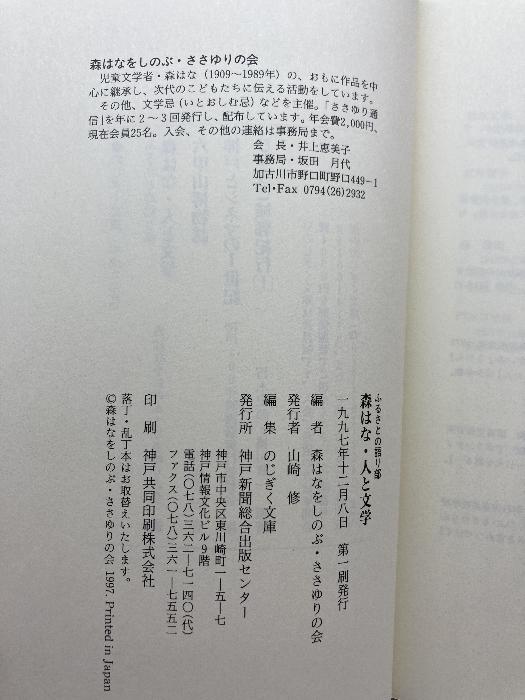 森はなをしのぶ・ささゆりの会
児童文学者・森はな（1909～1989年）の、おもに作品を中
心に継承し、次代のこどもたちに伝える活動をしています。
その他、文学忌（いとおしむ忌）などを主催。「ささゆり通
信」を年に２～３回発行し、配布しています。年会費2,000円、
現在会員25名。入会、その他の連絡は事務局まで。
会　長・井上恵美子
事務局・坂田　月代
加古川市野口町野口449－1
Tel・Fax　0794(26)2932
ふるさとの語り部
森はな・人と文学
一九九七年十二月八日　第一刷発行
編　者　森はなをしのぶ・ささゆりの会
発行者　山崎　修
編　集　のじぎく文庫
発行所　神戸新聞総合出版センター
神戸市中央区東川崎町一―五―七
神戸情報文化ビル９階
電話（〇七八）三六二―七一四〇（代）
ファクス（〇七八）三六一―七五五二
印　刷　神戸共同印刷株式会社
落丁・乱丁本はお取替えいたします。
©森はなをしのぶ・ささゆりの会 1997. Printed in Japan